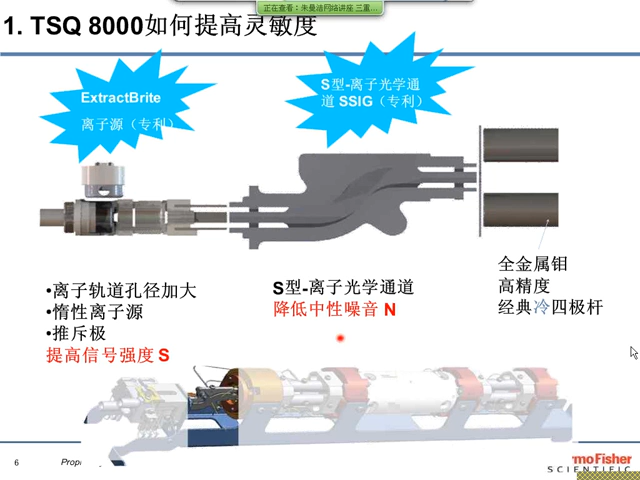 正在查看：朱曼洁网络讲座 三重...
1. TSQ 8000如何提高灵敏度
ExtractBrite
离子源（专利）
S型-离子光学通
道 SSIG（专利）
•离子轨道孔径加大
•惰性离子源
•推斥极
提高信号强度 S
S型-离子光学通道
降低中性噪音 N
全金属钼
高精度
经典冷四极杆
6
Propr
moFisher
SCIENTIFIC